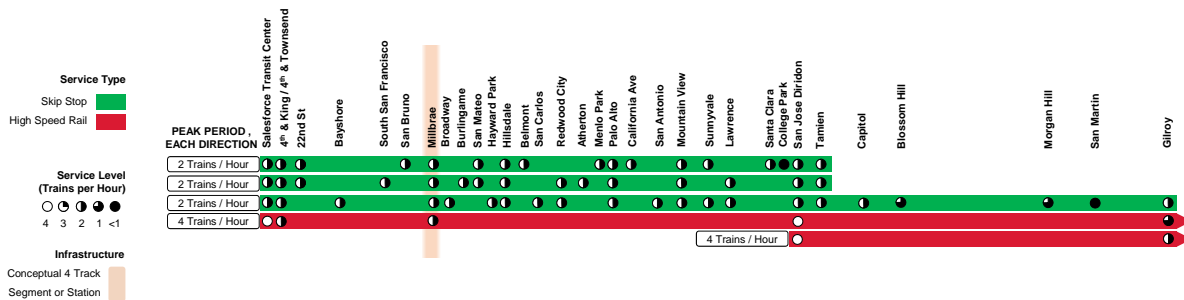 Service Type
Skip Stop
High Speed Rail
Service Level
(Trains per Hour)
4 3 2 1 <1
Infrastructure
Conceptual 4 Track
Segment or Station
PEAK PERIOD ,
EACH DIRECTION
Salesforce Transit Center
4th & King / 4th & Townsend
22nd St
Bayshore
South San Francisco
San Bruno
Millbrae
Broadway
Burlingame
San Mateo
Hayward Park
Hillsdale
Belmont
San Carlos
Redwood City
Atherton
Menlo Park
Palo Alto
California Ave
San Antonio
Mountain View
Sunnyvale
Lawrence
Santa Clara
College Park
San Jose Diridon
Tamien
Capitol
Blossom Hill
Morgan Hill
San Martin
Gilroy
2 Trains / Hour
2 Trains / Hour
2 Trains / Hour
4 Trains / Hour
4 Trains / Hour